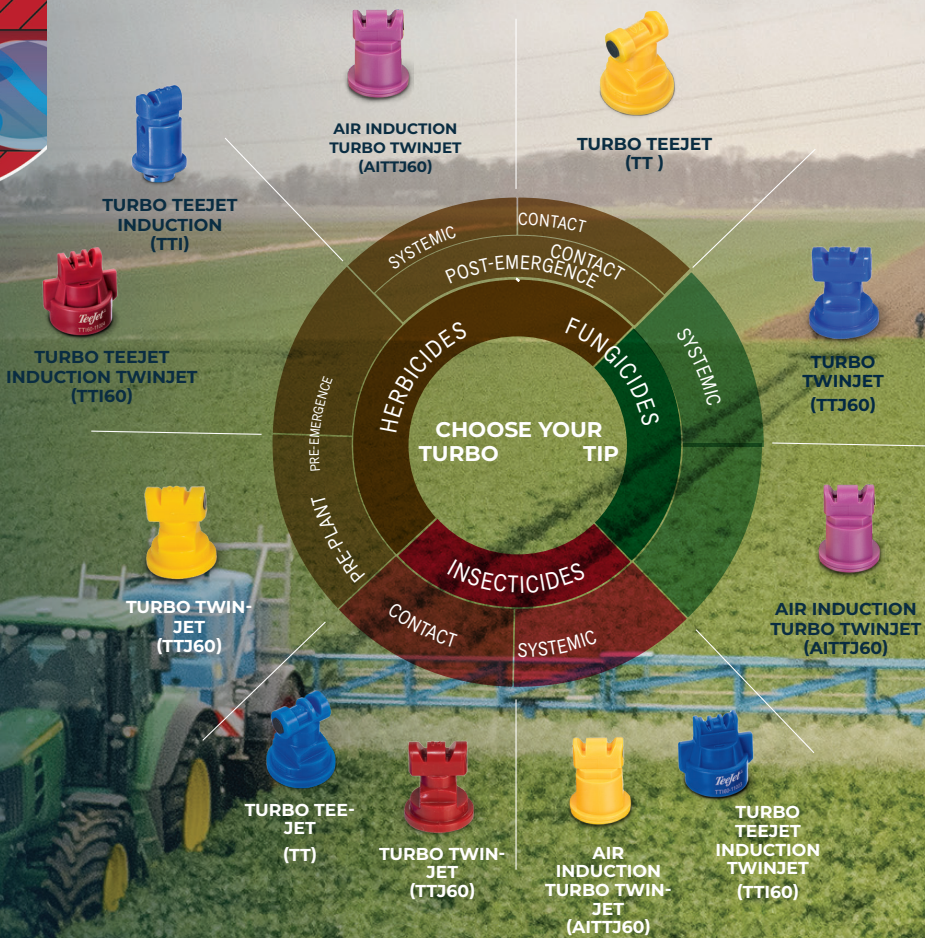 AIR INDUCTION
TURBO TWINJET
(AITTJ60)
TURBO TEEJET
(TT )
TURBO TEEJET
INDUCTION
(TTI)
TeeJet
TURBO TEEJET
INDUCTION TWINJET
(TTI60)
TURBO
TWINJET
(TTJ60)
SYSTEMIC
CONTACT
POST-EMERGENCE
CONTACT
HERBICIDES
FUNGICIDES
SYSTEMIC
PRE-EMERGENCE
CHOOSE YOUR
TURBO TIP
PRE-PLANT
INSECTICIDES
CONTACT
SYSTEMIC
TURBO TWIN-
JET
(TTJ60)
AIR INDUCTION
TURBO TWINJET
(AITTJ60)
TURBO TEE-
JET
(TT)
TURBO TWIN-
JET
(TTJ60)
AIR
INDUCTION
TURBO TWIN-
JET
(AITTJ60)
TeeJet
TURBO
TEEJET
INDUCTION
TWINJET
(TTI60)